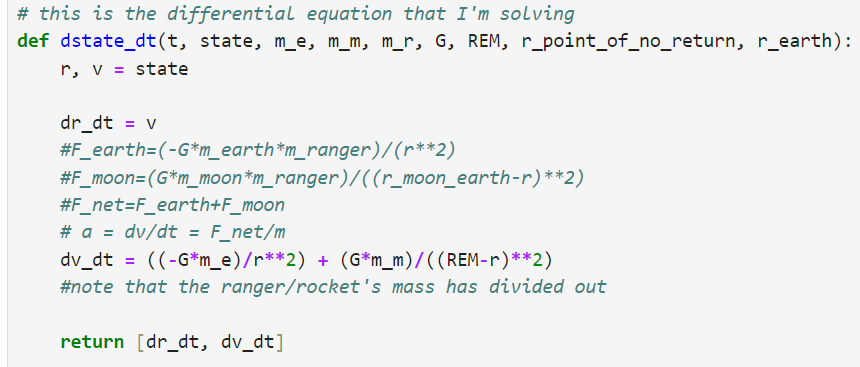 # this is the differential equation that I'm solving
def dstate_dt(t, state, m_e, m_m, m_r, G, REM, r_point_of_no_return, r_earth):
    r, v = state
    dr_dt = v
    #F_earth=(-G*m_earth*m_ranger)/(r**2)
    #F_moon=(G*m_moon*m_ranger)/((r_moon_earth-r)**2)
    #F_net=F_earth+F_moon
    # a = dv/dt = F_net/m
    dv_dt = ((-G*m_e)/r**2) + (G*m_m)/((REM-r)**2)
    #note that the ranger/rocket's mass has divided out
    return [dr_dt, dv_dt]